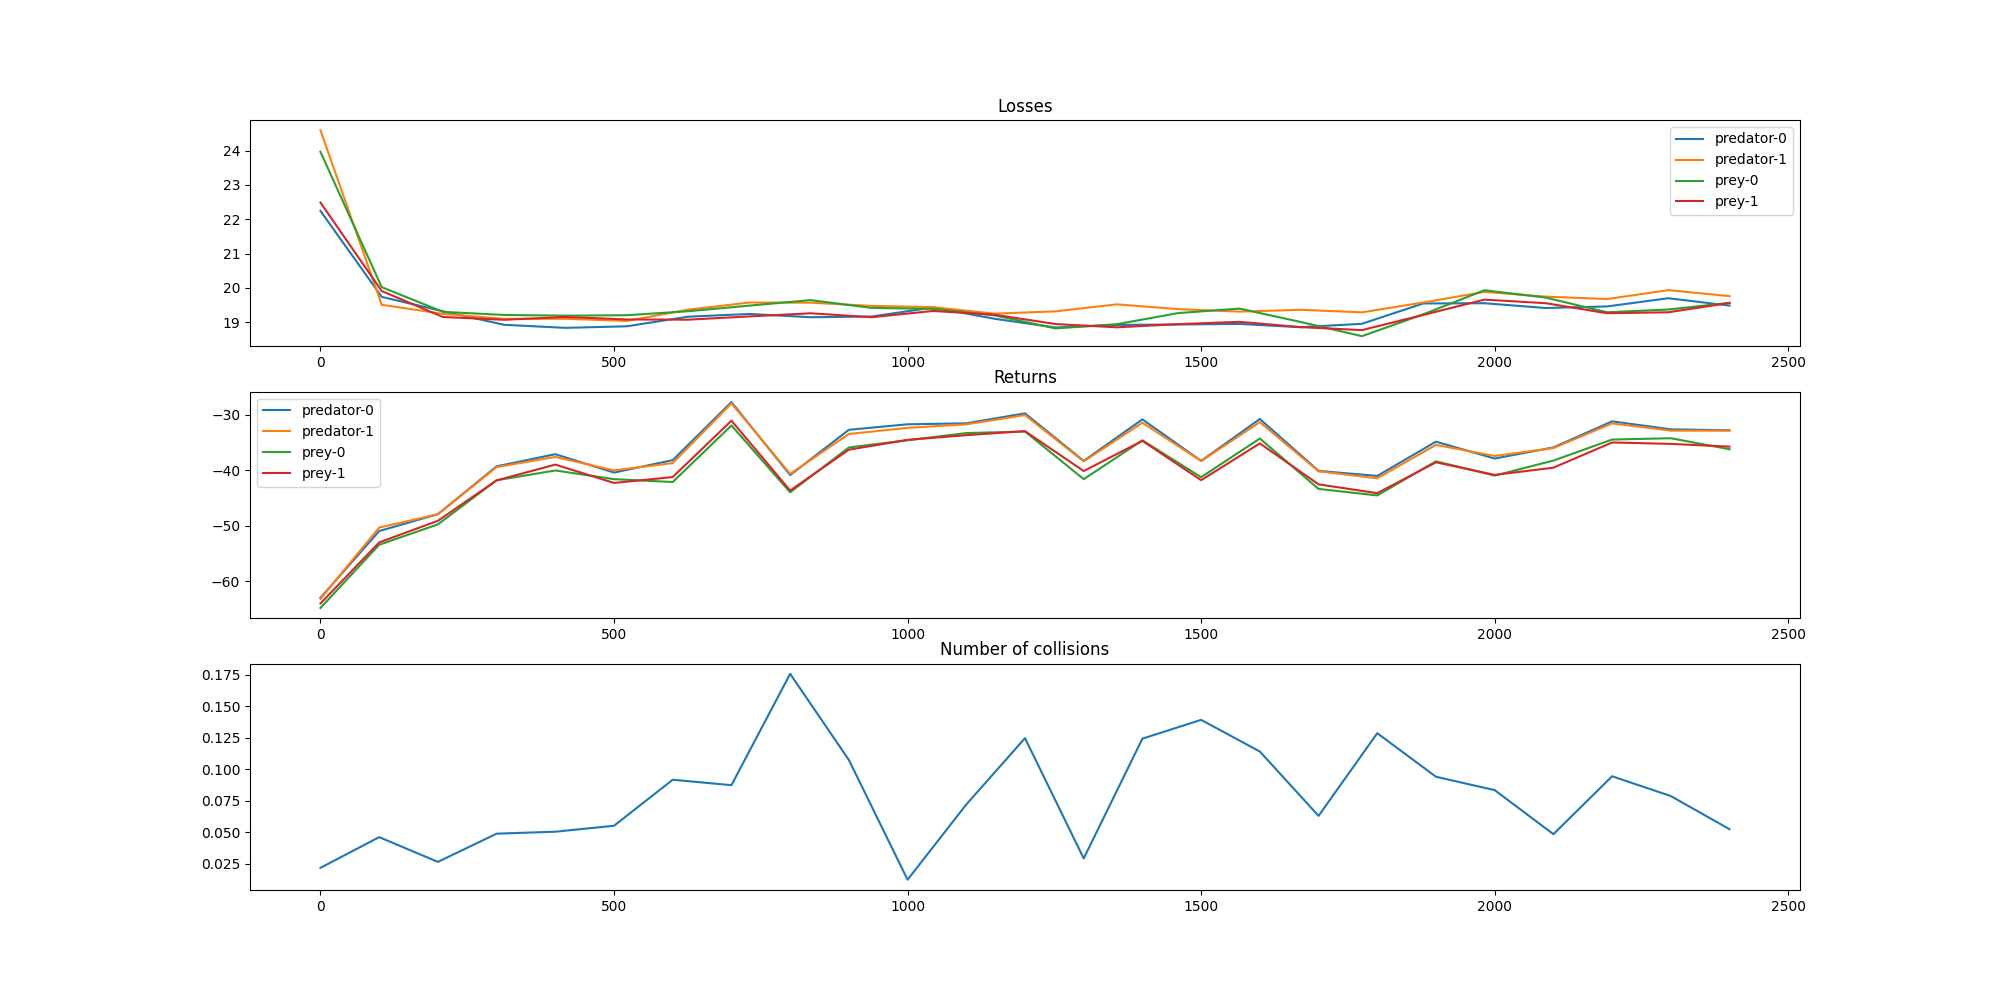 Losses
24
23
22
21
20
19
predator-0
predator-1
prey-0
prey-1
0 500 1000 1500 2000 2500
Returns
−30
−40
−50
−60
predator-0
predator-1
prey-0
prey-1
0 500 1000 1500 2000 2500
Number of collisions
0.175
0.150
0.125
0.100
0.075
0.050
0.025
0 500 1000 1500 2000 2500